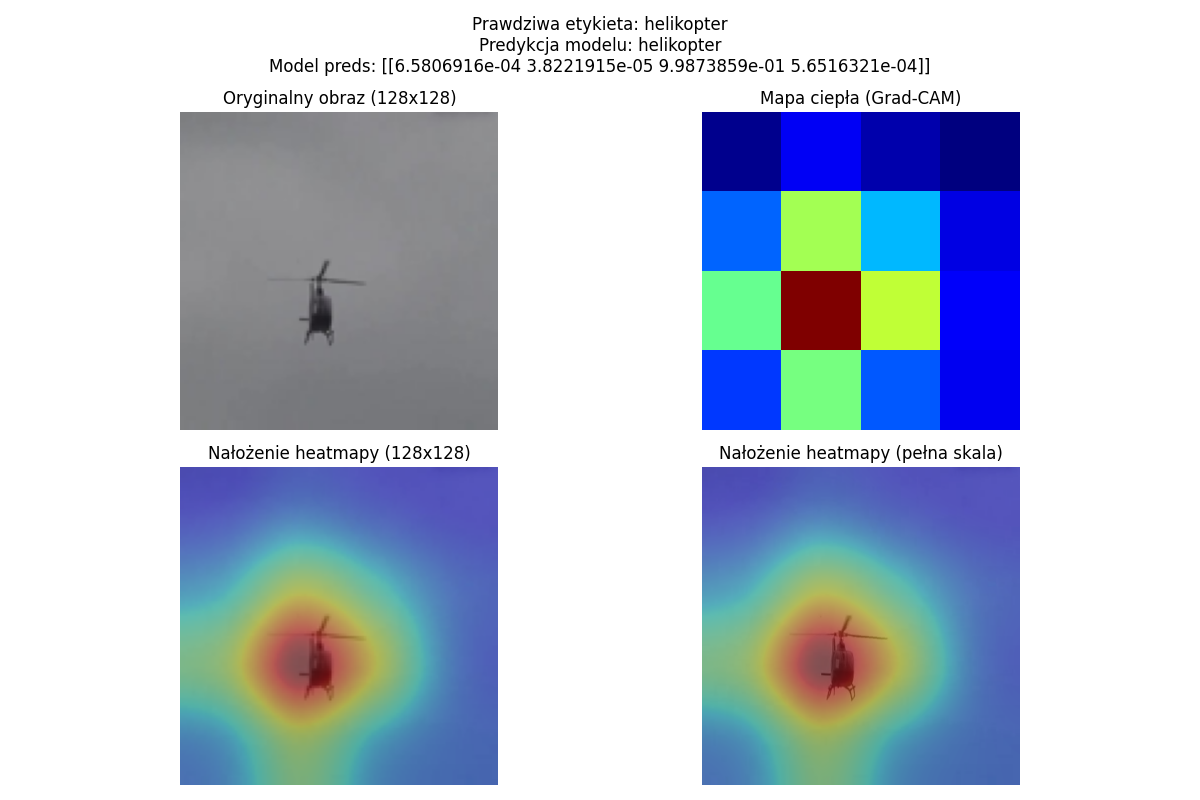 Prawdziwa etykieta: helikopter
Predykcja modelu: helikopter
Model preds: [[6.5806916e-04 3.8221915e-05 9.9873859e-01 5.6516321e-04]]
Oryginalny obraz (128x128)
Mapa ciepła (Grad-CAM)
Nałożenie heatmapy (128x128)
Nałożenie heatmapy (pełna skala)